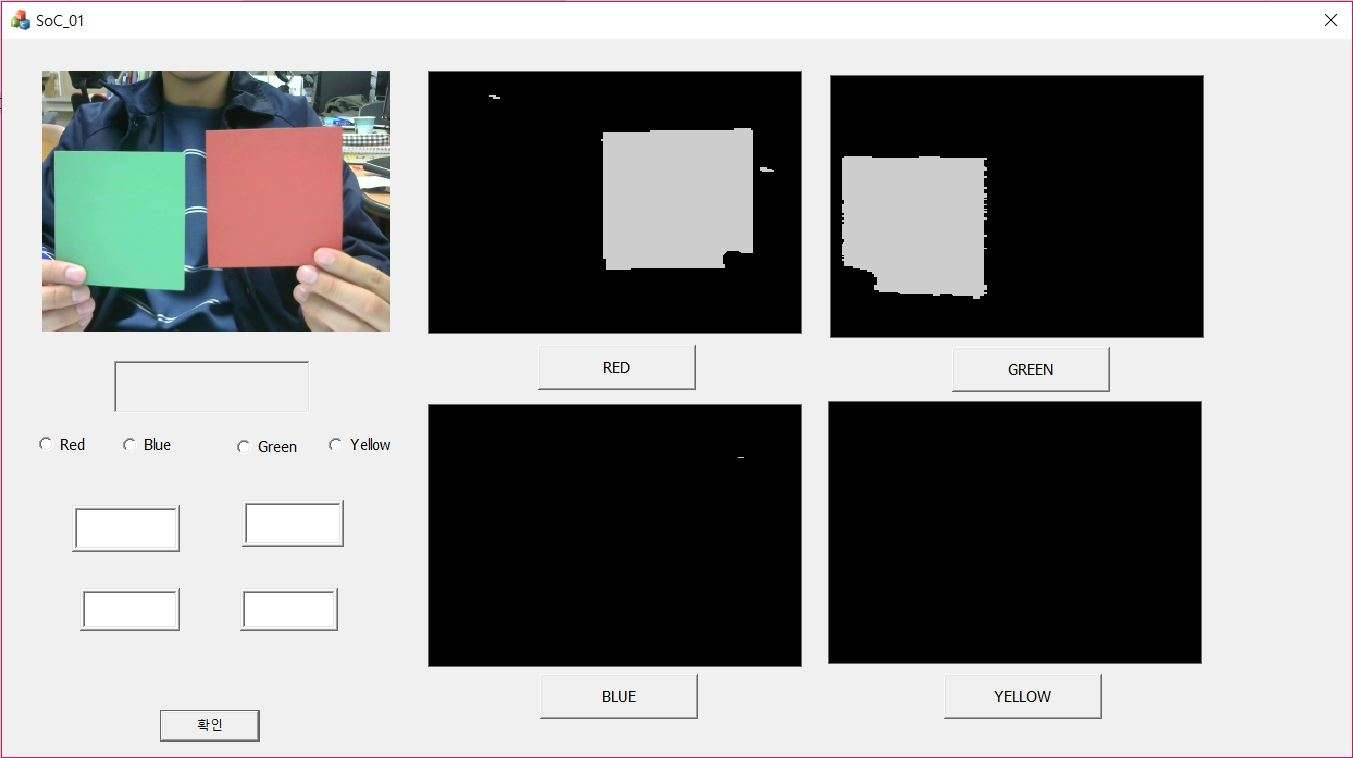 SoC_01
RED
GREEN
Red
Blue
Green
Yellow
BLUE
YELLOW
확인